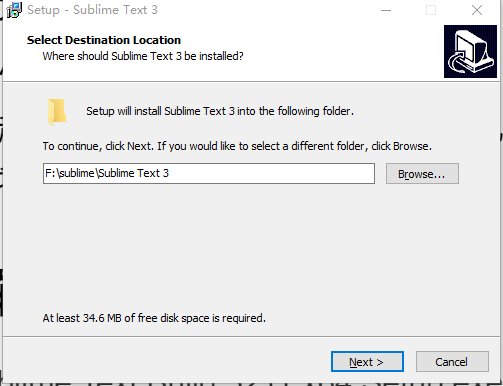 Setup - Sublime Text 3
Select Destination Location
Where should Sublime Text 3 be installed?
Setup will install Sublime Text 3 into the following folder.
To continue, click Next. If you would like to select a different folder, click Browse.
F:\sublime\Sublime Text 3
Browse...
At least 34.6 MB of free disk space is required.
Next >
Cancel